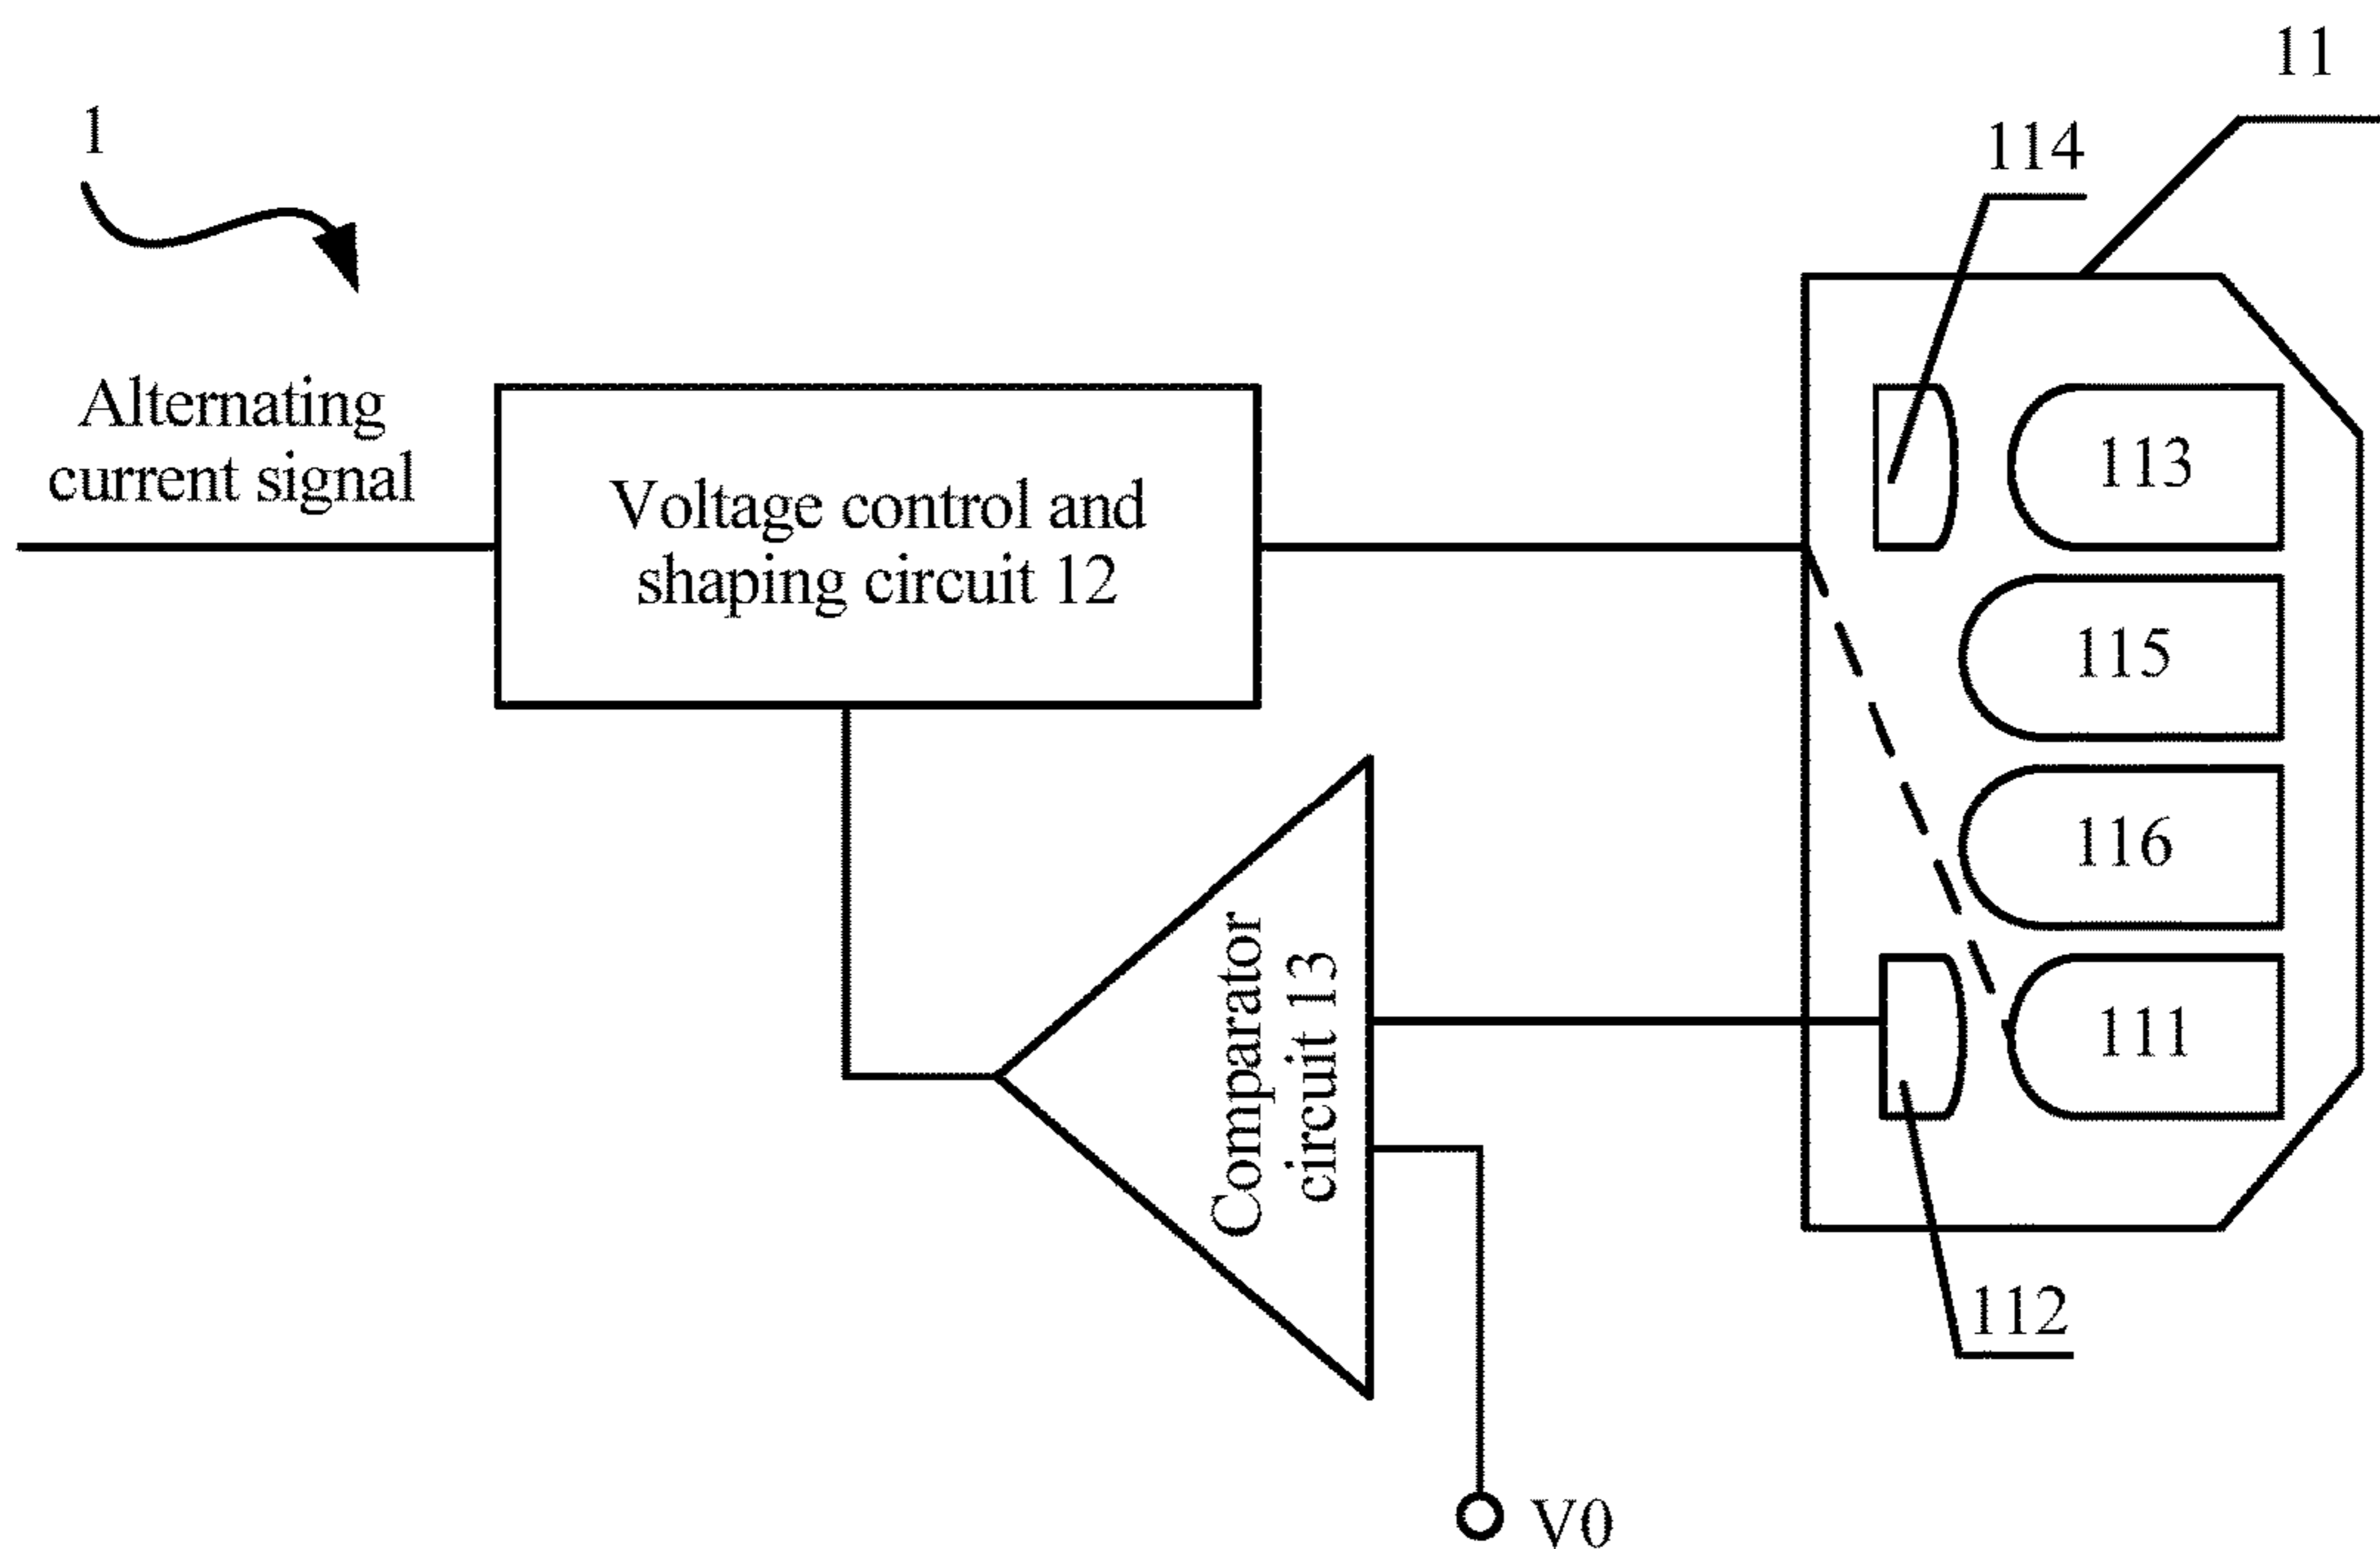 11
1
114
Alternating
current signal
113
Voltage control and
shaping circuit 12
115
116
Comparator
circuit 13
111
112
V0